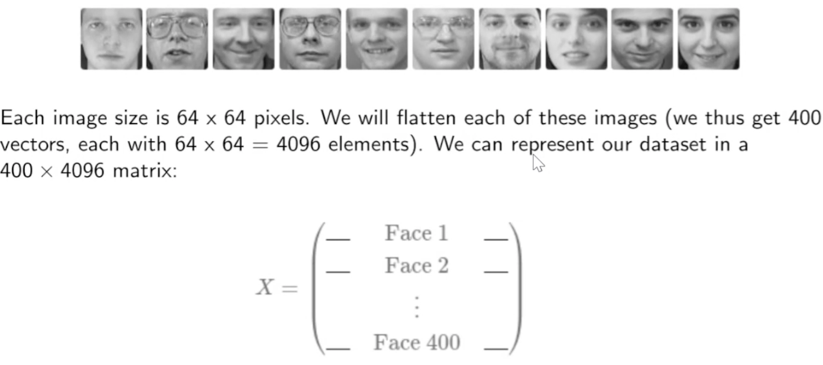 Each image size is 64 × 64 pixels. We will flatten each of these images (we thus get 400
vectors, each with 64 × 64 = 4096 elements). We can represent our dataset in a
400 × 4096 matrix:
Face 1
Face 2
X =
⋮
Face 400